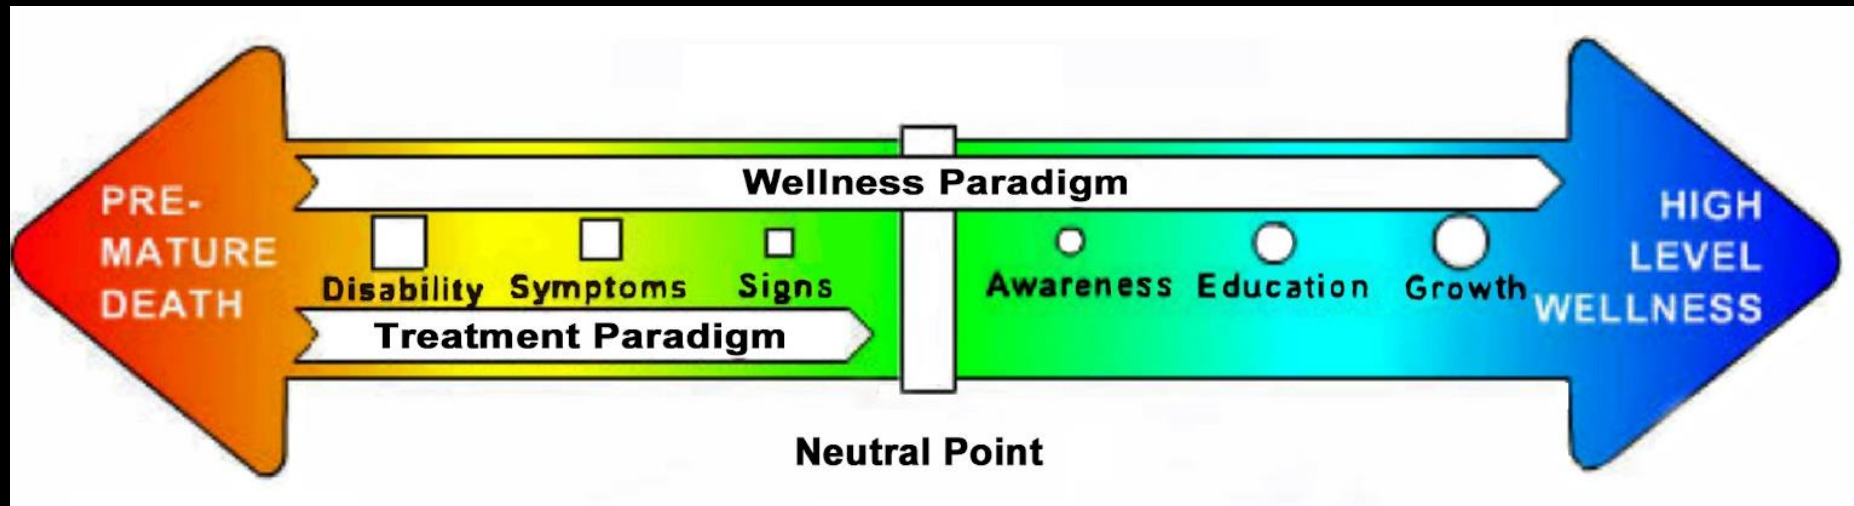 Wellness Paradigm
PRE-
MATURE
DEATH
Disability Symptoms Signs Awareness Education Growth
HIGH
LEVEL
WELLNESS
Treatment Paradigm
Neutral Point